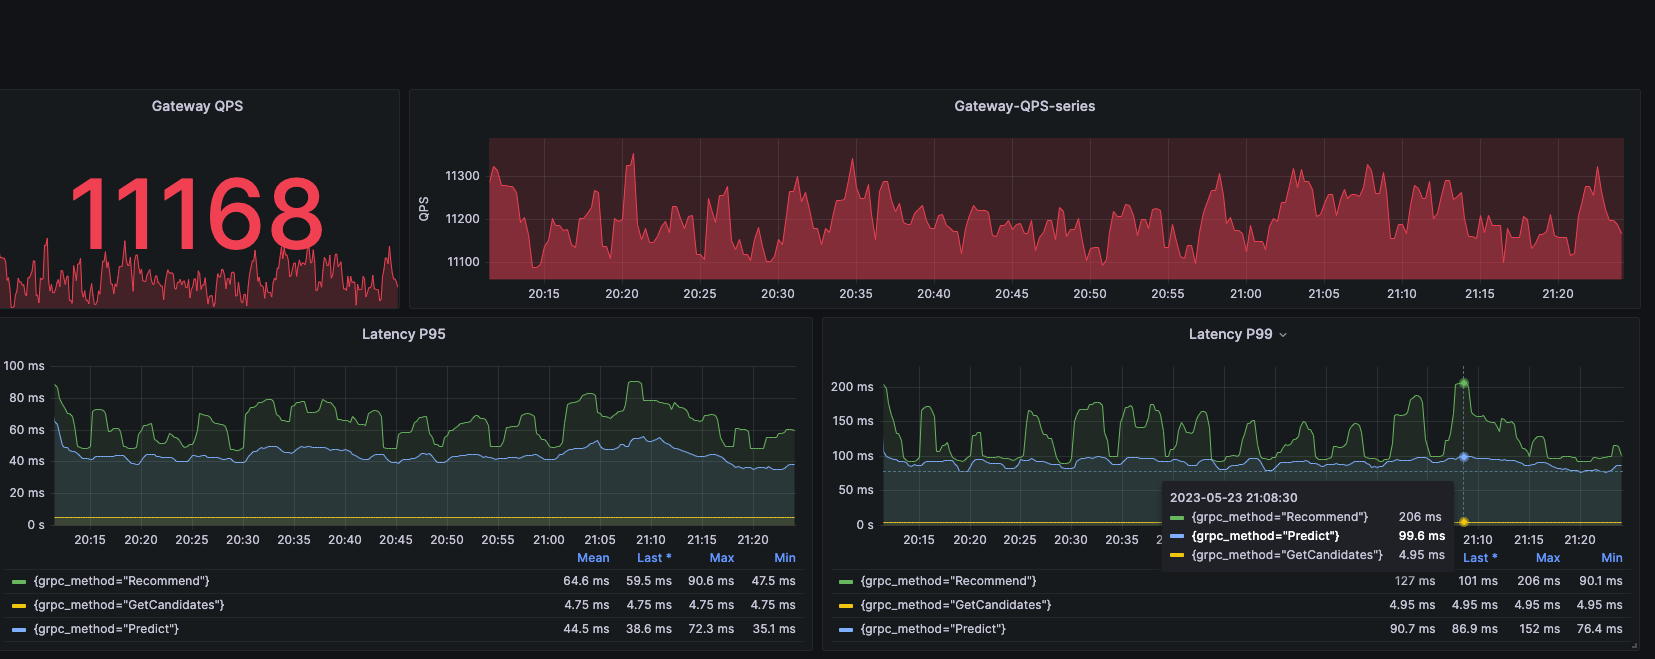 Gateway QPS
11168
Gateway-QPS-series
QPS
11300
11200
11100
20:15 20:20 20:25 20:30 20:35 20:40 20:45 20:50 20:55 21:00 21:05 21:10 21:15 21:20
Latency P95
100 ms
80 ms
60 ms
40 ms
20 ms
0 s
20:15 20:20 20:25 20:30 20:35 20:40 20:45 20:50 20:55 21:00 21:05 21:10 21:15 21:20
Mean Last * Max Min
{grpc_method="Recommend"} 64.6 ms 59.5 ms 90.6 ms 47.5 ms
{grpc_method="GetCandidates"} 4.75 ms 4.75 ms 4.75 ms 4.75 ms
{grpc_method="Predict"} 44.5 ms 38.6 ms 72.3 ms 35.1 ms
Latency P99
200 ms
150 ms
100 ms
50 ms
0 s
2023-05-23 21:08:30
{grpc_method="Recommend"} 206 ms
{grpc_method="Predict"} 99.6 ms
{grpc_method="GetCandidates"} 4.95 ms
20:15 20:20 20:25 20:30 20:35 21:10 21:15 21:20
Last * Max Min
{grpc_method="Recommend"} 127 ms 101 ms 206 ms 90.1 ms
{grpc_method="GetCandidates"} 4.95 ms 4.95 ms 4.95 ms 4.95 ms
{grpc_method="Predict"} 90.7 ms 86.9 ms 152 ms 76.4 ms